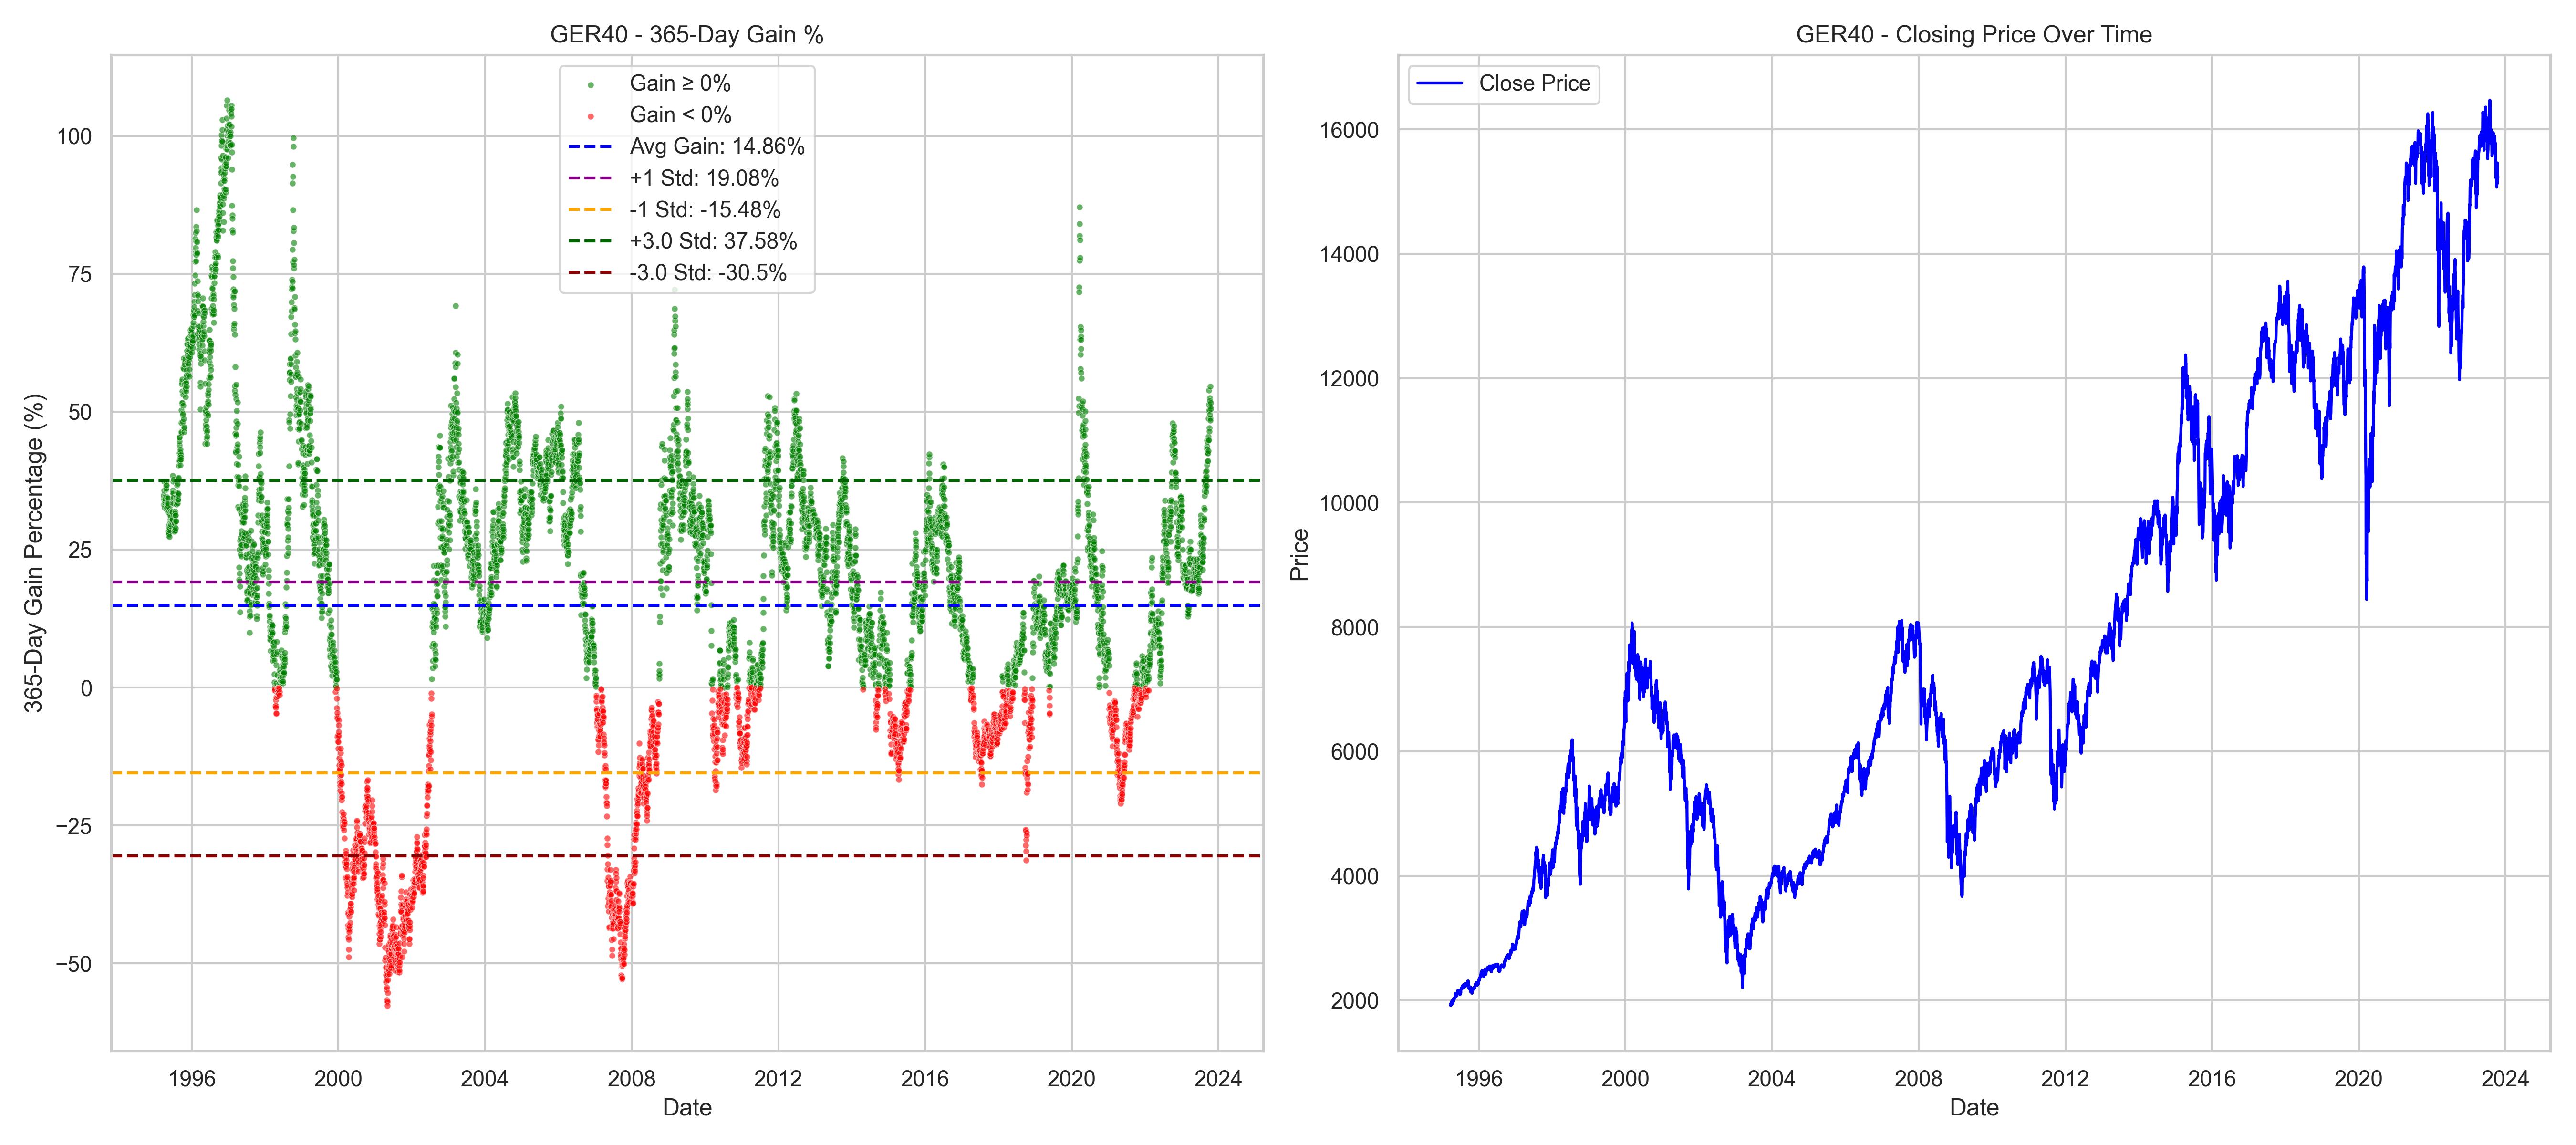 GER40 - 365-Day Gain %
Gain ≥ 0%
Gain < 0%
Avg Gain: 14.86%
+1 Std: 19.08%
-1 Std: -15.48%
+3.0 Std: 37.58%
-3.0 Std: -30.5%
365-Day Gain Percentage (%)
100
75
50
25
0
−25
−50
1996 2000 2004 2008 2012 2016 2020 2024
Date
GER40 - Closing Price Over Time
Close Price
Price
16000
14000
12000
10000
8000
6000
4000
2000
1996 2000 2004 2008 2012 2016 2020 2024
Date